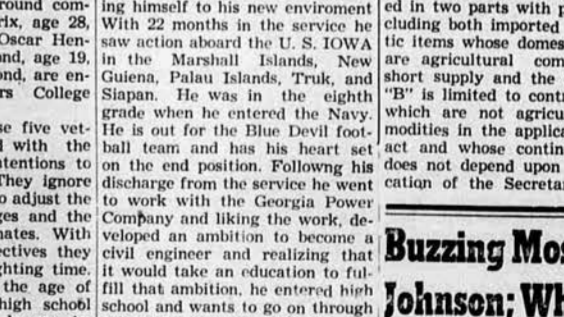 round com-
rix, age 28,
Oscar Hen-
and, age 19,
ond, are en-
rs College
se five vet-
l with the
ntentions to
They ignore
o adjust the
ges and the
nates. With
ectives they
ghting time.
the age of
high school
ing himself to his new enviroment
With 22 months in the service he
saw action aboard the U. S. IOWA
in the Marshall Islands, New
Guiena, Palau Islands, Truk, and
Siapan. He was in the eighth
grade when he entered the Navy.
He is out for the Blue Devil foot-
ball team and has his heart set
on the end position. Followng his
discharge from the service he went
to work with the Georgia Power
Company and liking the work, de-
veloped an ambition to become a
civil engineer and realizing that
it would take an education to ful-
fill that ambition, he entered high
school and wants to go on through
ed in two parts with p
cluding both imported
tic items whose domes
are agricultural com
short supply and the
"B" is limited to contr
which are not agricu
modities in the applica
act and whose contin
does not depend upon
cation of the Secreta
Buzzing Mos
Johnson; Wh